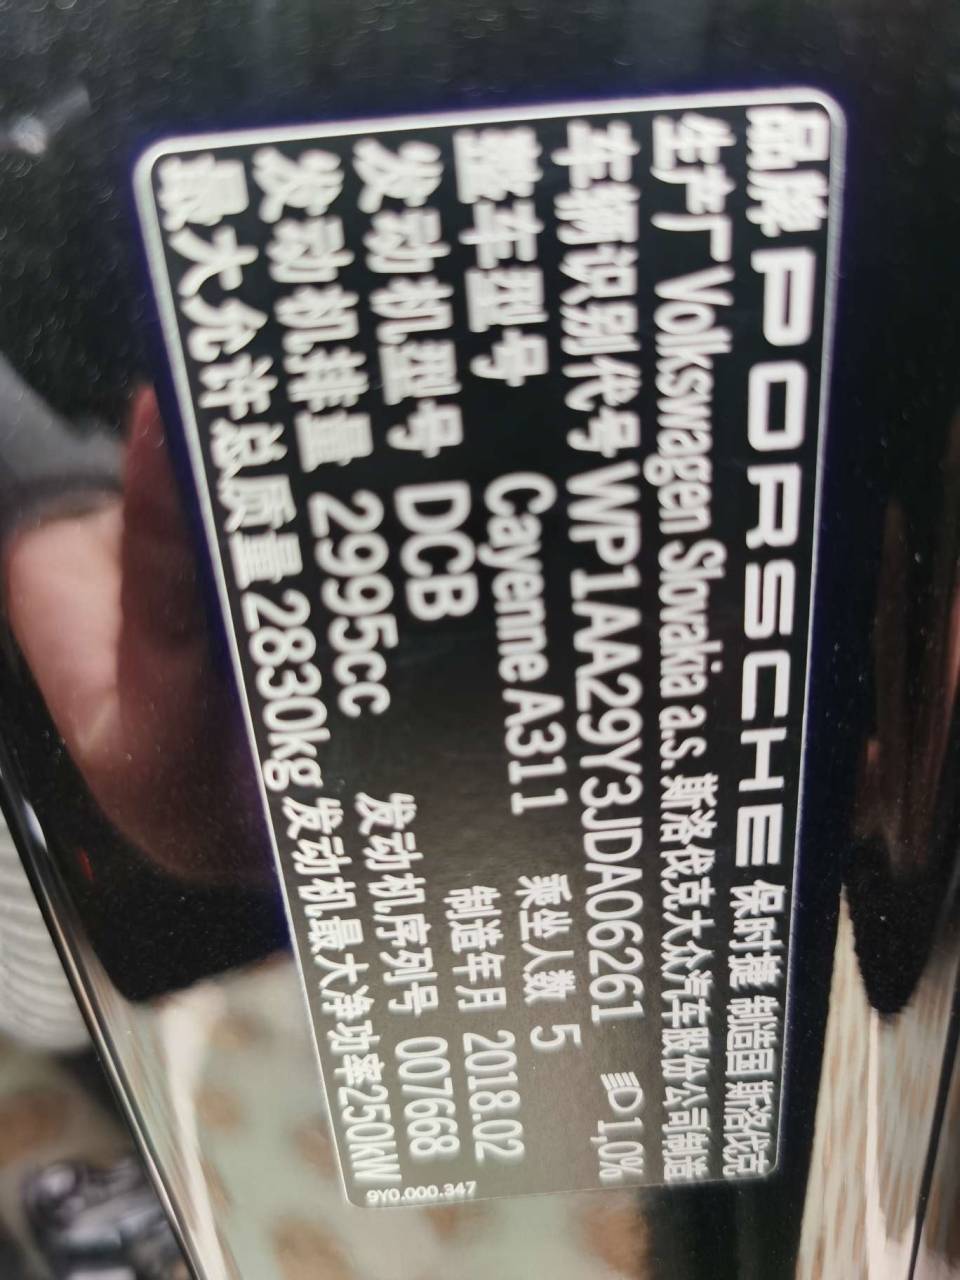 品牌 PORSCHE 保时捷 制造国 斯洛伐克
生产厂 Volkswagen Slovakia a.s. 斯洛伐克大众汽车股份公司制造
车辆识别代号 WP1AA29Y3JDA06261 1,0%
整车型号 Cayenne A311 乘坐人数 5
发动机型号 DCB 制造年月 2018.02
发动机排量 2995cc 发动机序列号 007668
最大允许总质量 2830kg 发动机最大净功率250kW
9Y0.000.347